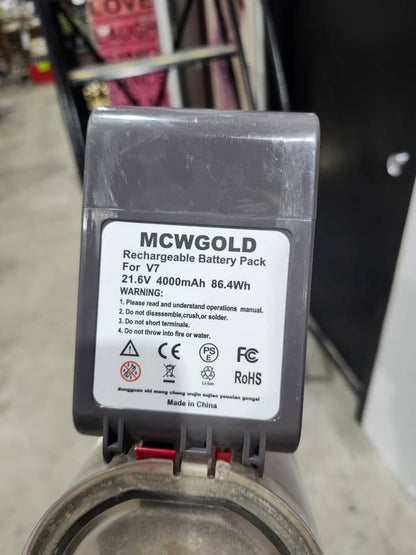 LOVE
MCWGOLD
Rechargeable Battery Pack
For V7
21.6V 4000mAh 86.4Wh
WARNING:
1. Please read and understand operations manual.
2. Do not disassemble,crush,or solder.
3. Do not short terminals.
4. Do not throw into fire or water.
CE PSE FC
Li-ion RoHS
dongguan shi meng cheng wujin sujiao youxian gongsi
Made in China